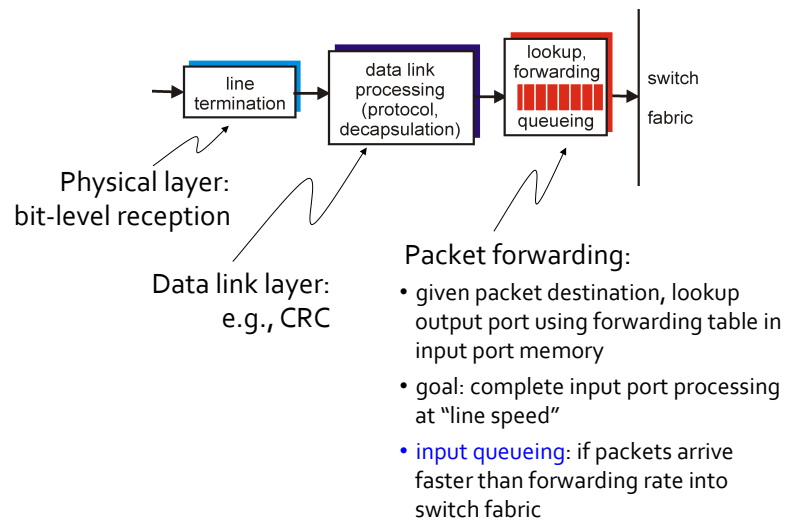 line
termination
data link
processing
(protocol,
decapsulation)
lookup,
forwarding
queueing
switch
fabric
Physical layer:
bit-level reception
Data link layer:
e.g., CRC
Packet forwarding:
• given packet destination, lookup
output port using forwarding table in
input port memory
• goal: complete input port processing
at “line speed”
• input queueing: if packets arrive
faster than forwarding rate into
switch fabric